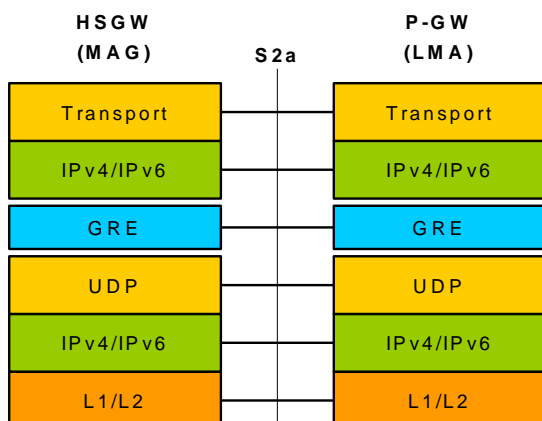 HSGW
(MAG)
S2a
P-GW
(LMA)
Transport
Transport
IPv4/IPv6
IPv4/IPv6
GRE
GRE
UDP
UDP
IPv4/IPv6
IPv4/IPv6
L1/L2
L1/L2